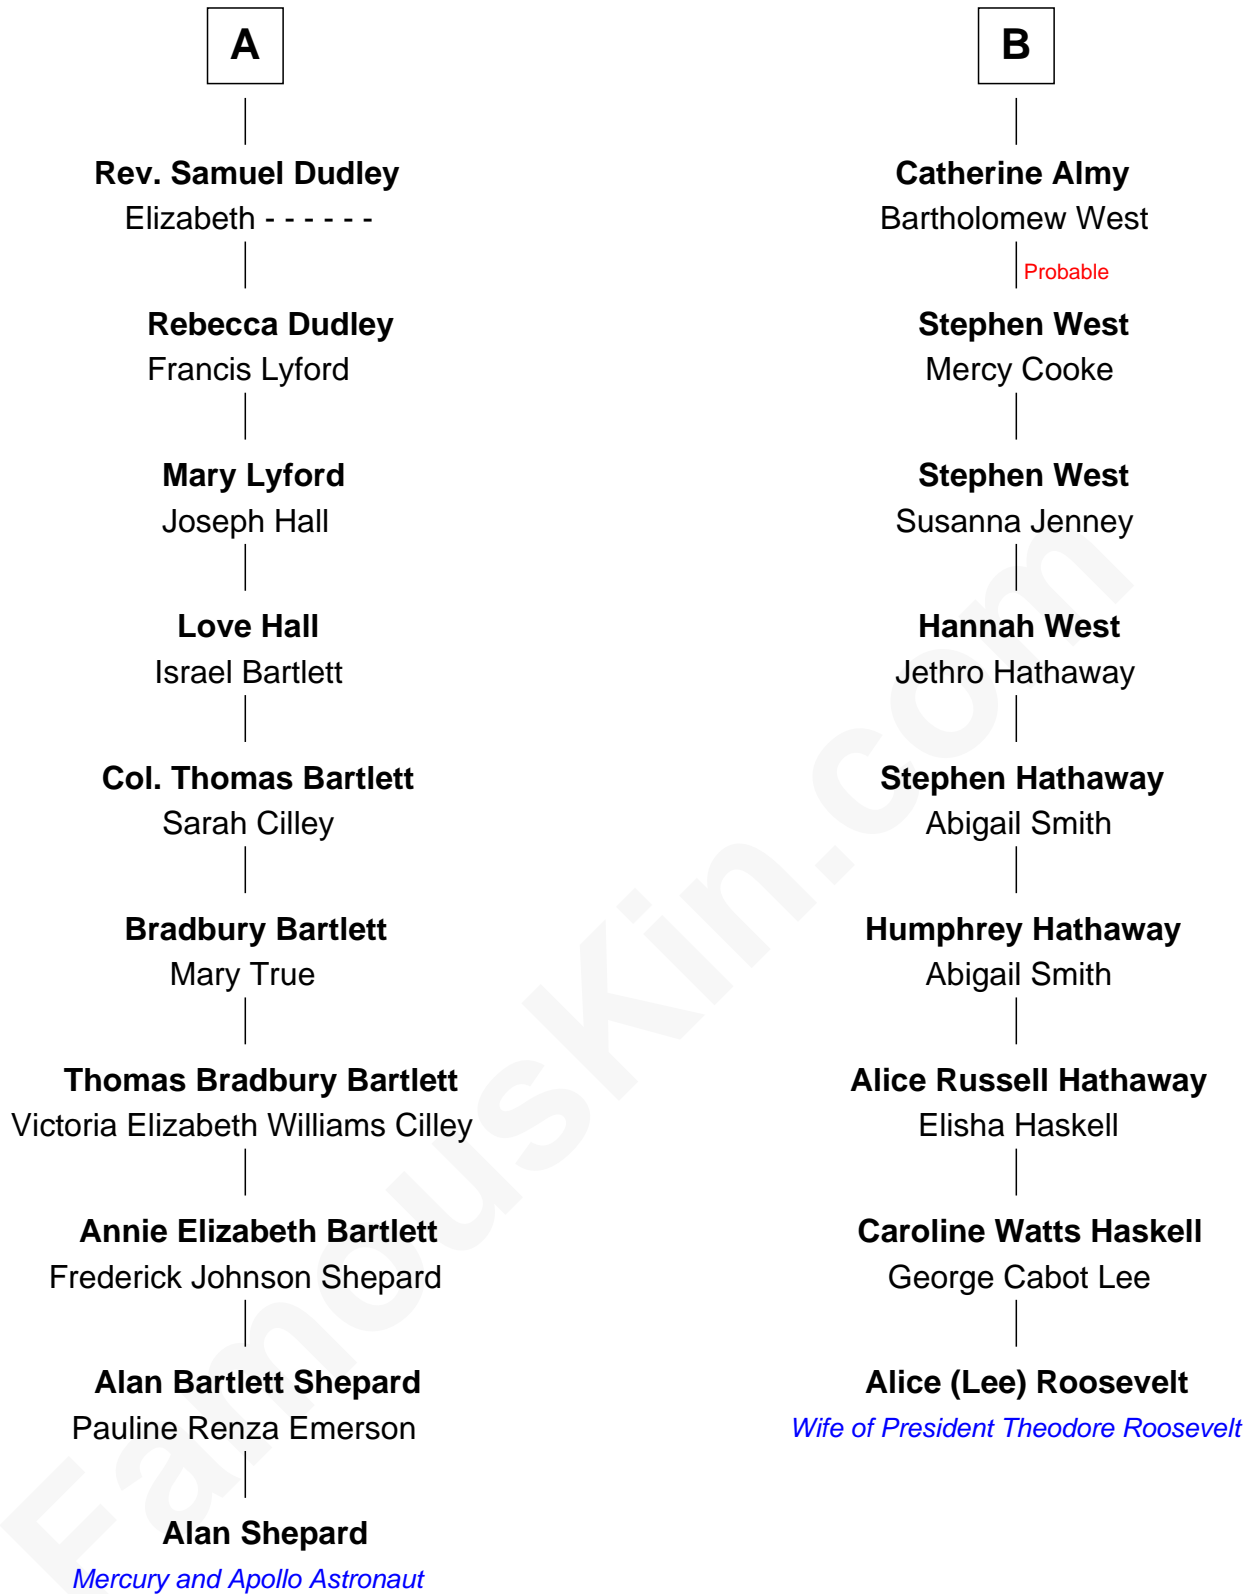 A
Rev. Samuel Dudley
Elizabeth - - - - - -
Rebecca Dudley
Francis Lyford
Mary Lyford
Joseph Hall
Love Hall
Israel Bartlett
Col. Thomas Bartlett
Sarah Cilley
Bradbury Bartlett
Mary True
Thomas Bradbury Bartlett
Victoria Elizabeth Williams Cilley
Annie Elizabeth Bartlett
Frederick Johnson Shepard
Alan Bartlett Shepard
Pauline Renza Emerson
Alan Shepard
Mercury and Apollo Astronaut
B
Catherine Almy
Bartholomew West
Probable
Stephen West
Mercy Cooke
Stephen West
Susanna Jenney
Hannah West
Jethro Hathaway
Stephen Hathaway
Abigail Smith
Humphrey Hathaway
Abigail Smith
Alice Russell Hathaway
Elisha Haskell
Caroline Watts Haskell
George Cabot Lee
Alice (Lee) Roosevelt
Wife of President Theodore Roosevelt
FamousKin.com